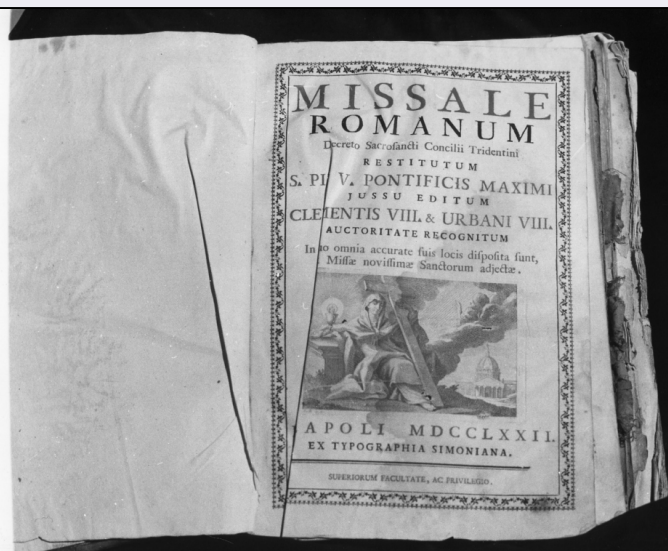 MISSALE
ROMANUM
Decreto Sacrosancti Concilii Tridentini
RESTITUTUM
S. PI V. PONTIFICIS MAXIMI
JUSSU EDITUM
CLEMENTIS VIII. & URBANI VIII.
AUCTORITATE RECOGNITUM
In quo omnia accurate suis locis disposita sunt,
Missæ novissimæ Sanctorum adjectæ.
NAPOLI MDCCLXXII.
EX TYPOGRAPHIA SIMONIANA.
SUPERIORUM FACULTATE, AC PRIVILEGIO.